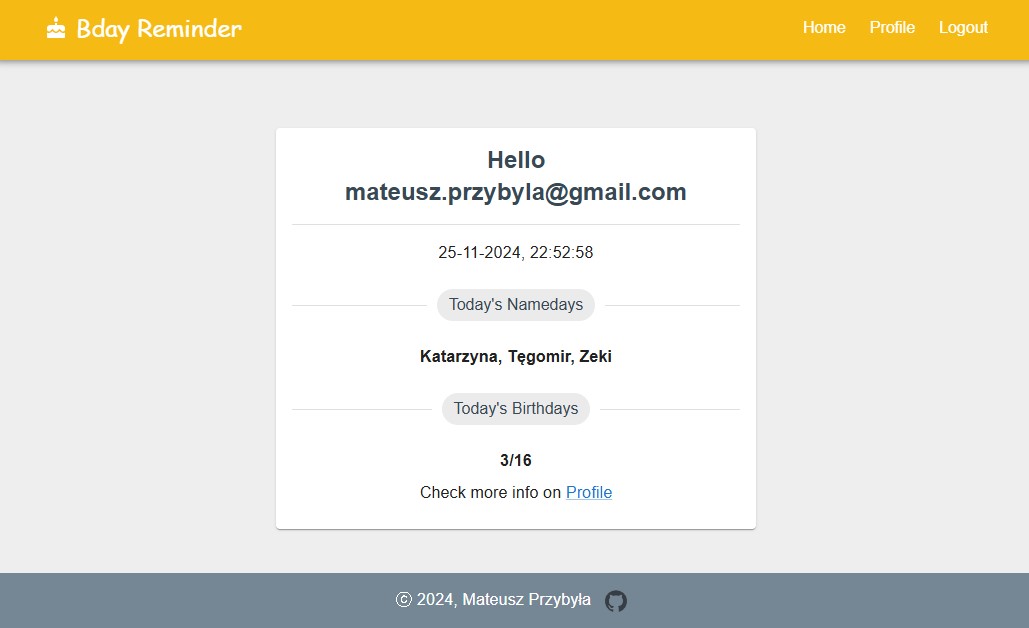 Bday Reminder Home Profile Logout
Hello
mateusz.przybyla@gmail.com
25-11-2024, 22:52:58
Today's Namedays
Katarzyna, Tęgomir, Zeki
Today's Birthdays
3/16
Check more info on Profile
© 2024, Mateusz Przybyła